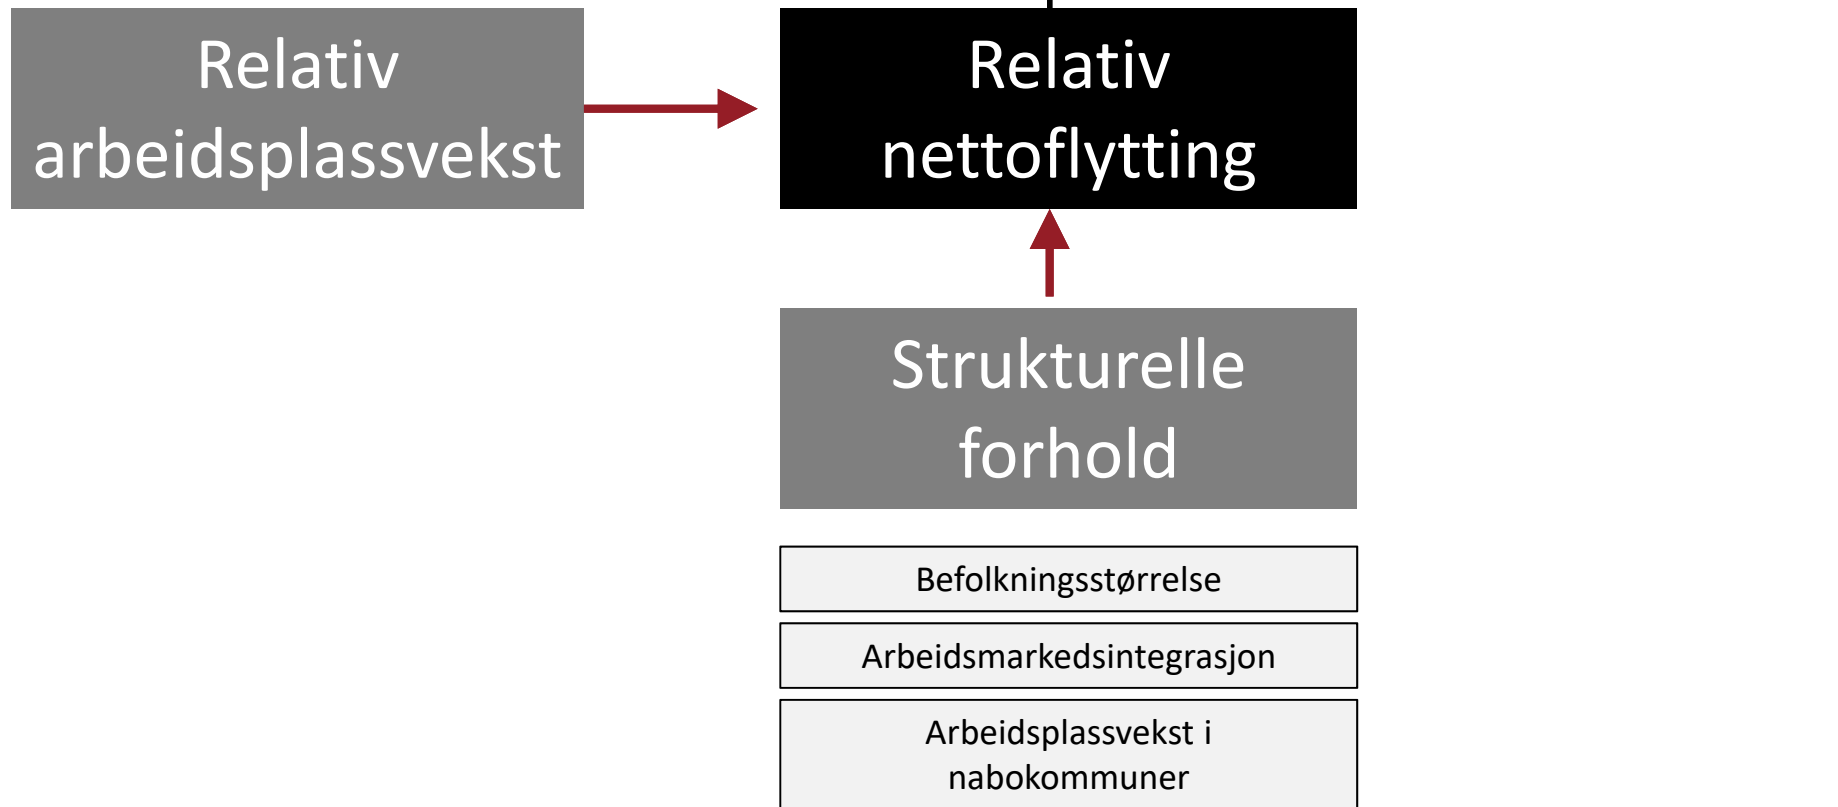 Relativ
arbeidsplassvekst
Relativ
nettoflytting
Strukturelle
forhold
Befolkningsstørrelse
Arbeidsmarkedsintegrasjon
Arbeidsplassvekst i
nabokommuner